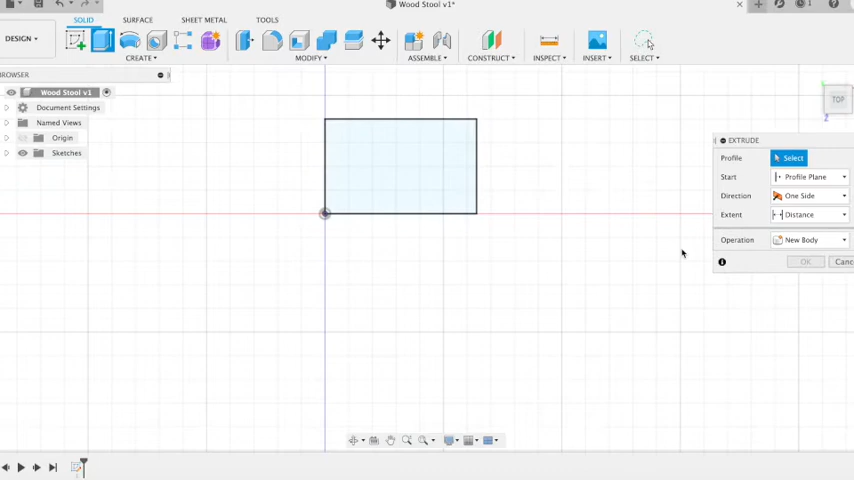 Wood Stool v1*
1
SOLID SURFACE SHEET METAL TOOLS
DESIGN
CREATE MODIFY ASSEMBLE CONSTRUCT INSPECT INSERT SELECT
BROWSER
Wood Stool v1
Document Settings
Named Views
Origin
Sketches
TOP
Z
EXTRUDE
Profile Select
Start Profile Plane
Direction One Side
Extent Distance
Operation New Body
OK Canc